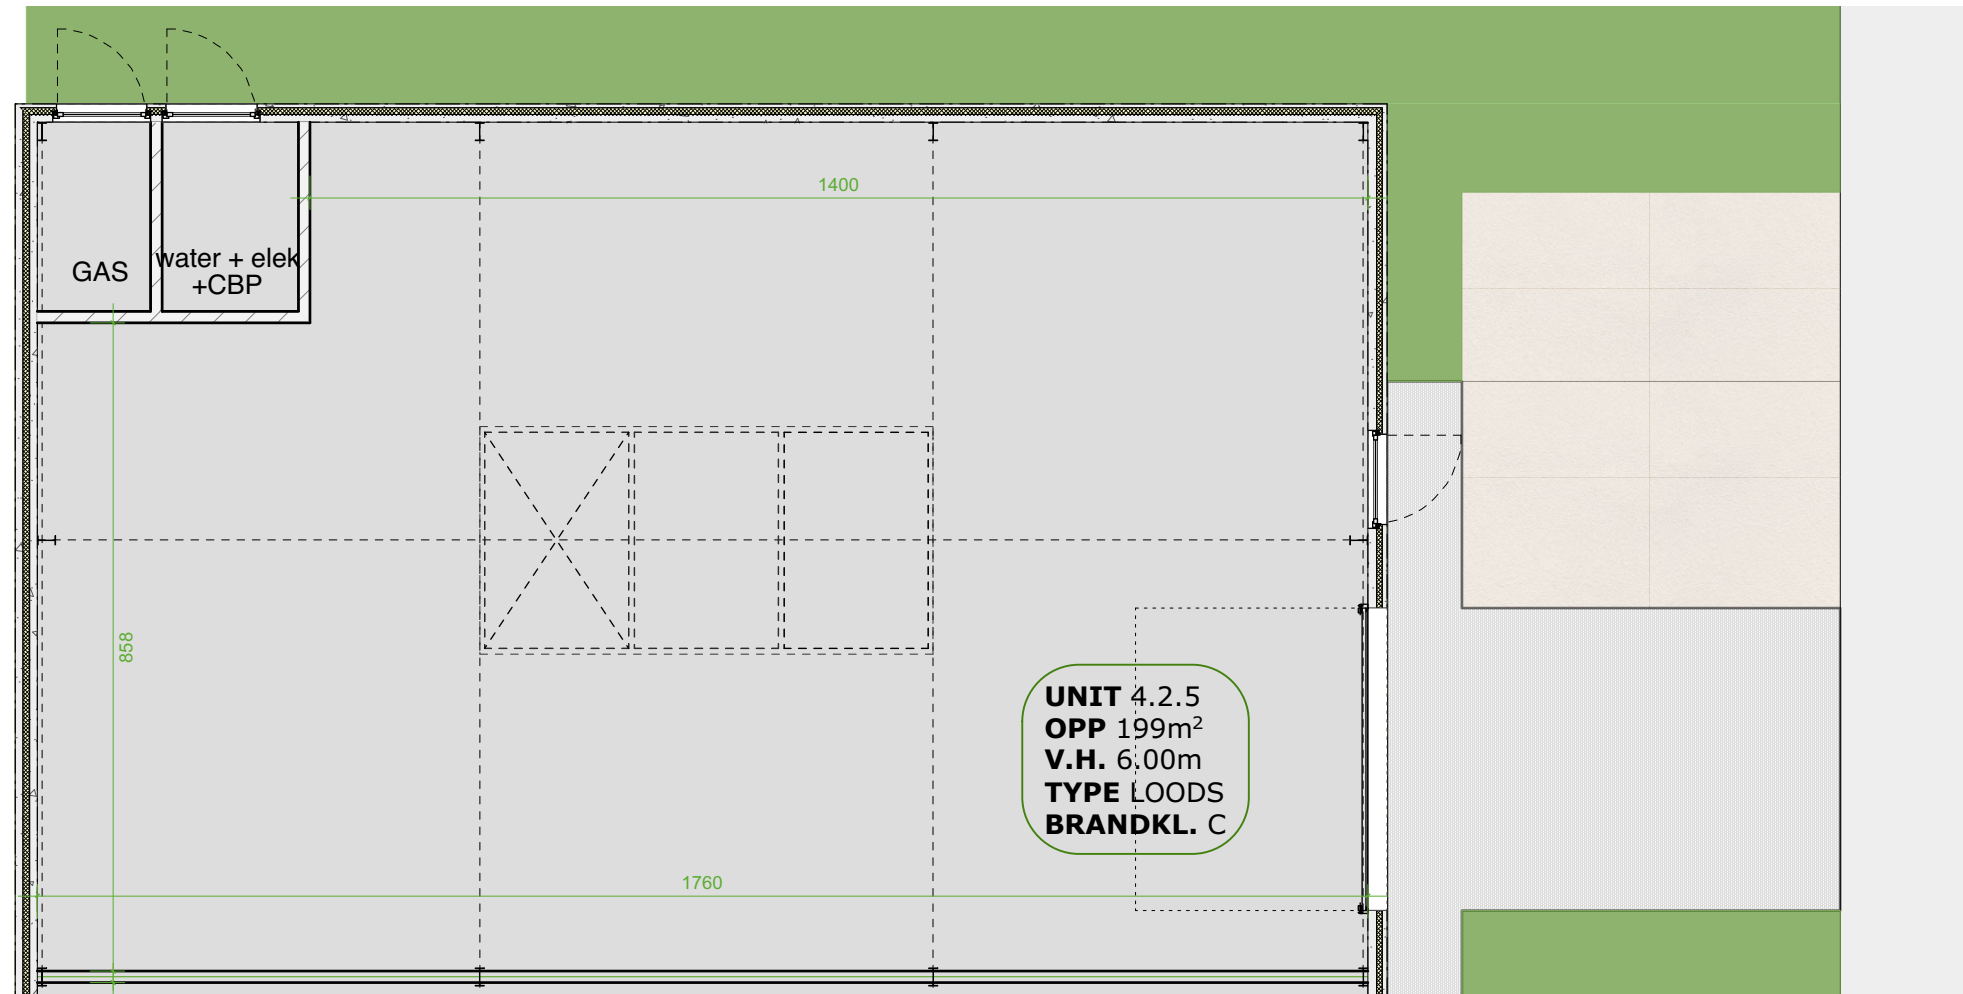 1400
GAS
water + elek
+CBP
858
UNIT 4.2.5
OPP 199m²
V.H. 6.00m
TYPE LOODS
BRANDKL. C
1760